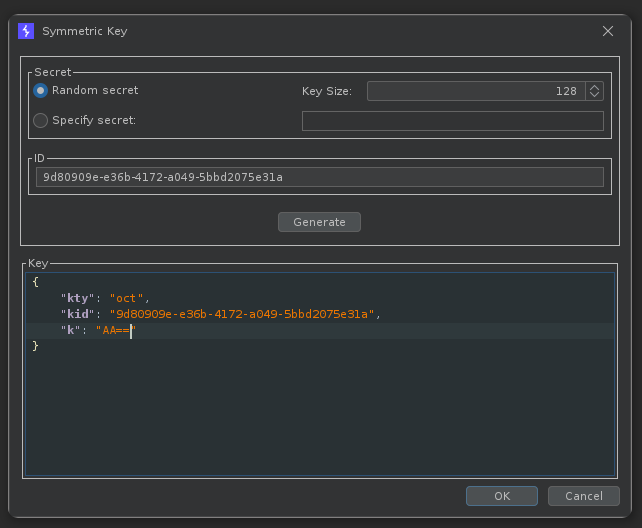 Symmetric Key
Secret
Random secret
Key Size: 128
Specify secret:
ID
9d80909e-e36b-4172-a049-5bbd2075e31a
Generate
Key
{
"kty": "oct",
"kid": "9d80909e-e36b-4172-a049-5bbd2075e31a",
"k": "AA=="
}
OK Cancel